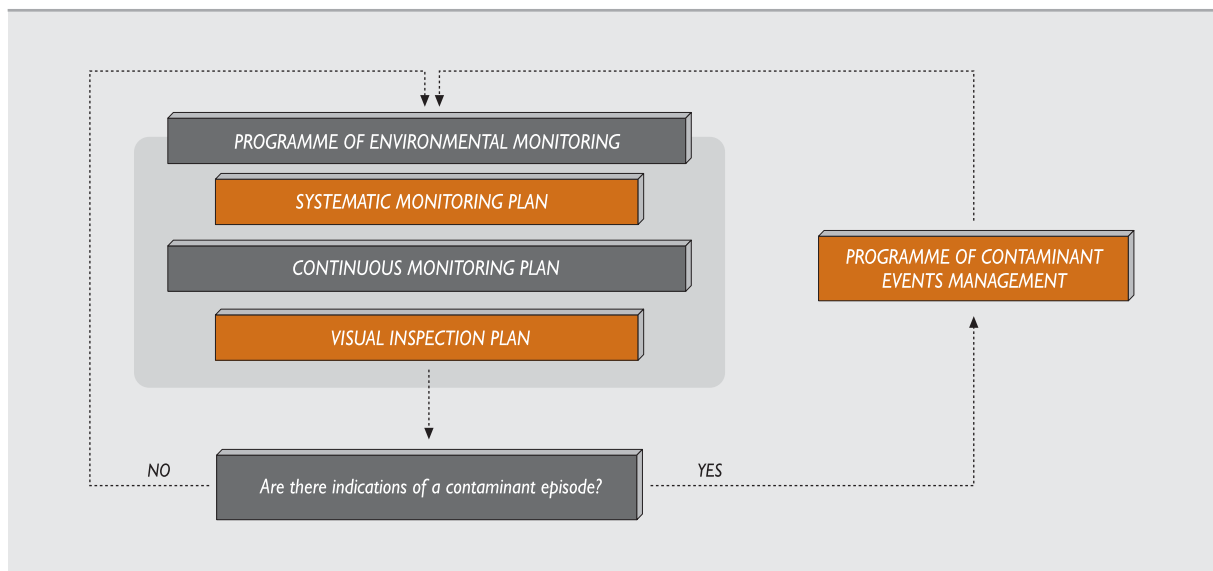 PROGRAMME OF ENVIRONMENTAL MONITORING
SYSTEMATIC MONITORING PLAN
CONTINUOUS MONITORING PLAN
VISUAL INSPECTION PLAN
PROGRAMME OF CONTAMINANT
EVENTS MANAGEMENT
NO
Are there indications of a contaminant episode?
YES